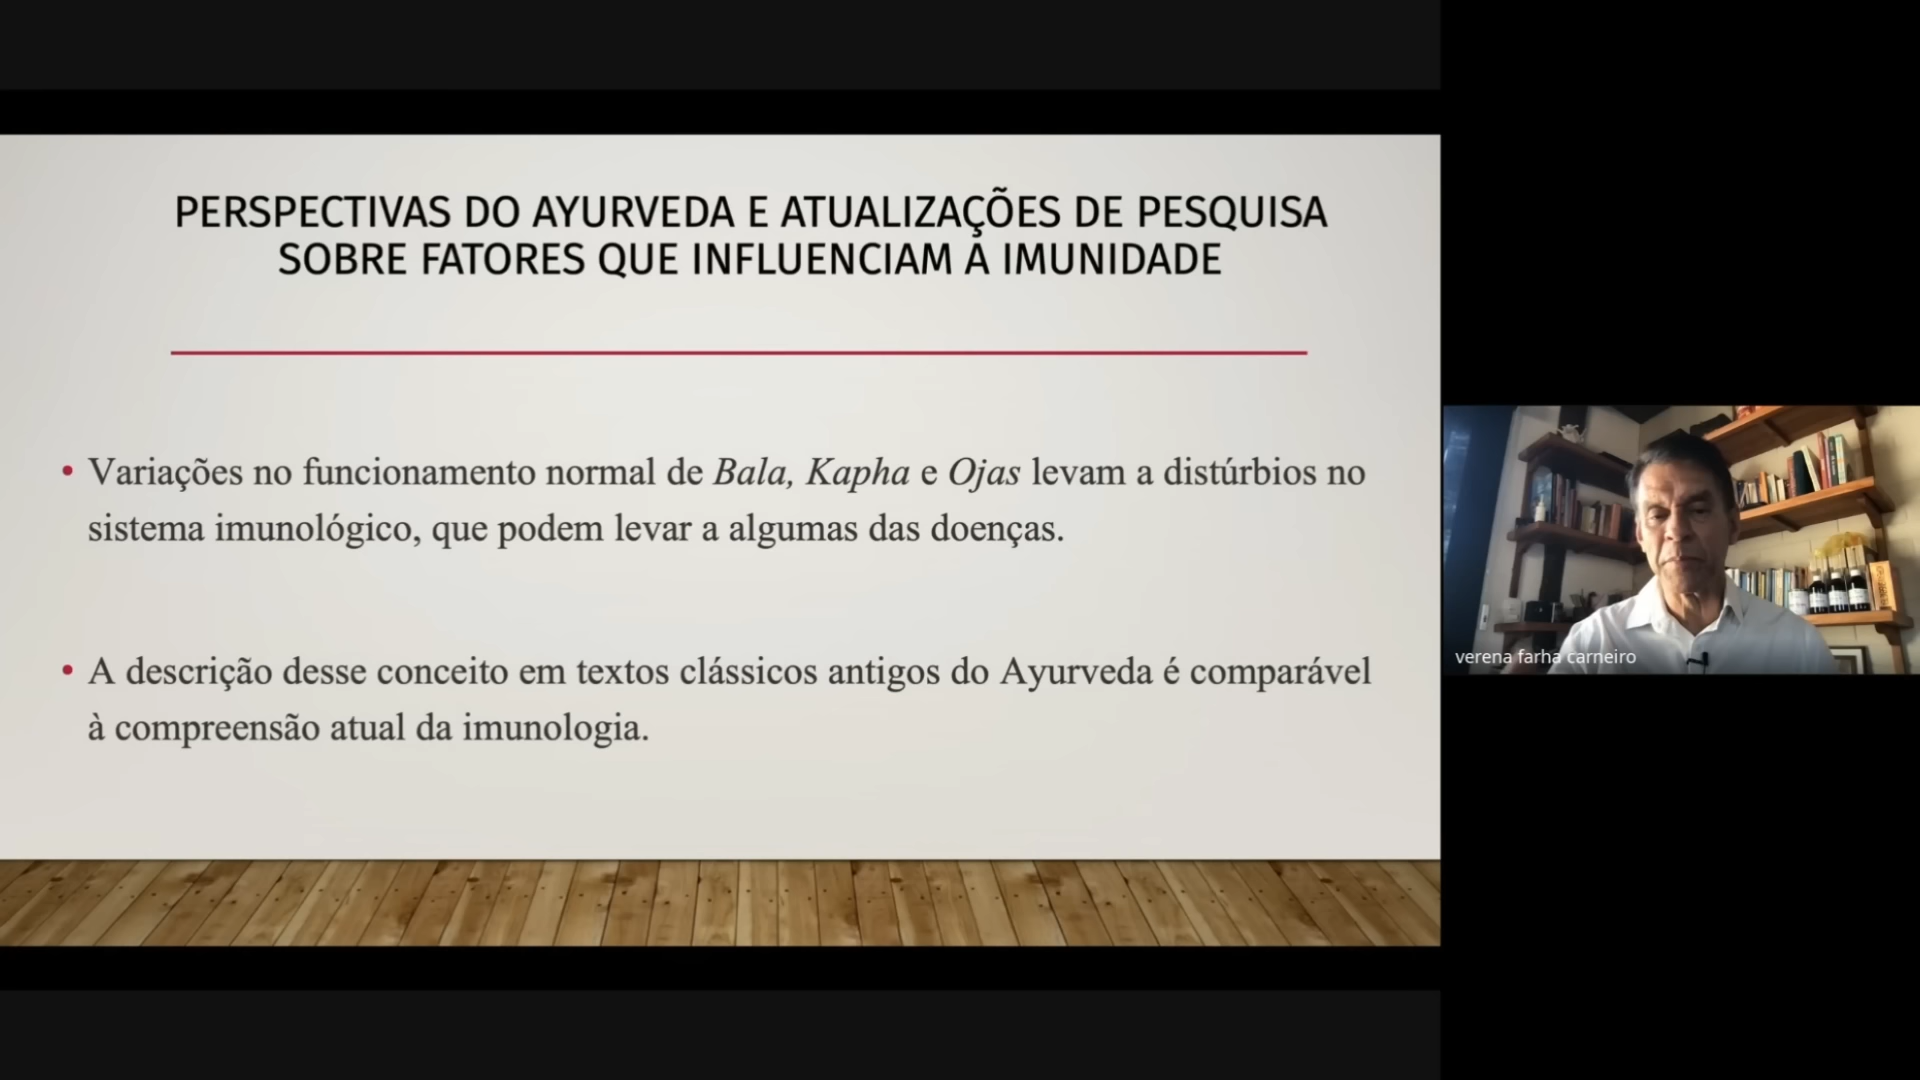 PERSPECTIVAS DO AYURVEDA E ATUALIZAÇÕES DE PESQUISA
SOBRE FATORES QUE INFLUENCIAM A IMUNIDADE
• Variações no funcionamento normal de Bala, Kapha e Ojas levam a distúrbios no
sistema imunológico, que podem levar a algumas das doenças.
• A descrição desse conceito em textos clássicos antigos do Ayurveda é comparável
à compreensão atual da imunologia.
verena farha carneiro